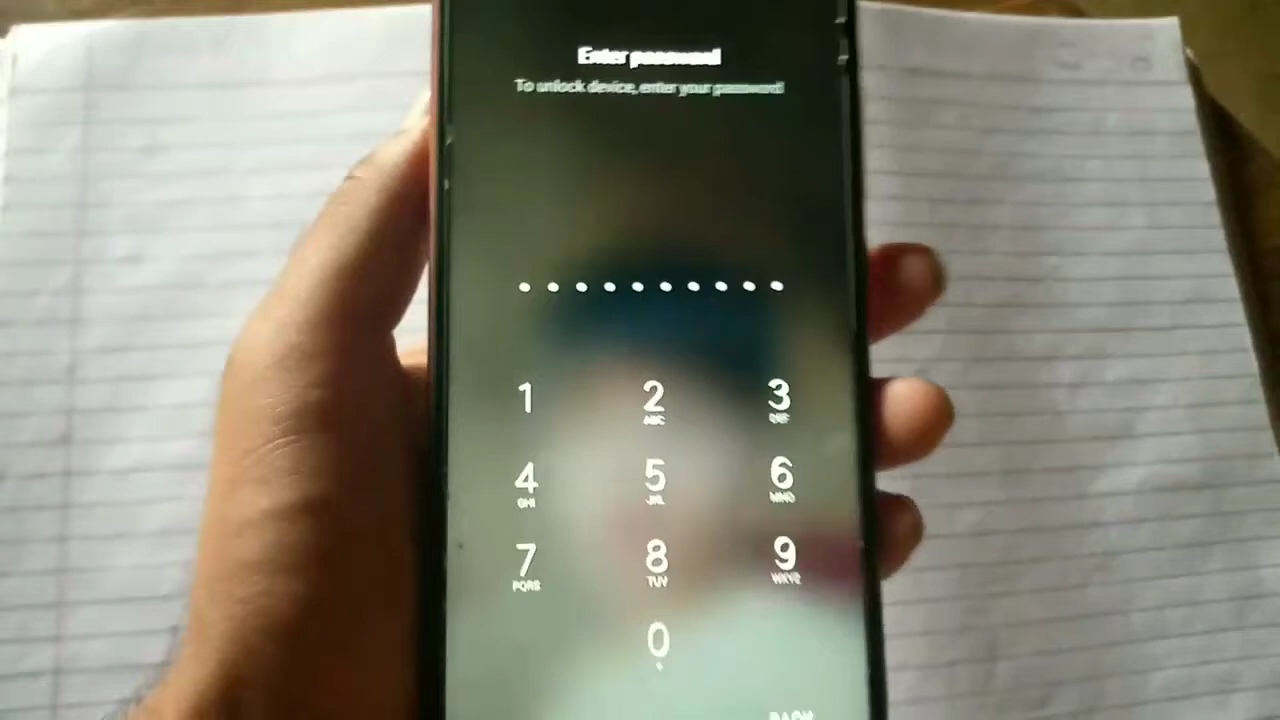 Enter password
To unlock device, enter your password
1 2 3
ABC DEF
4 5 6
GHI JKL MNO
7 8 9
PQRS TUV WXYZ
0
+
BACK